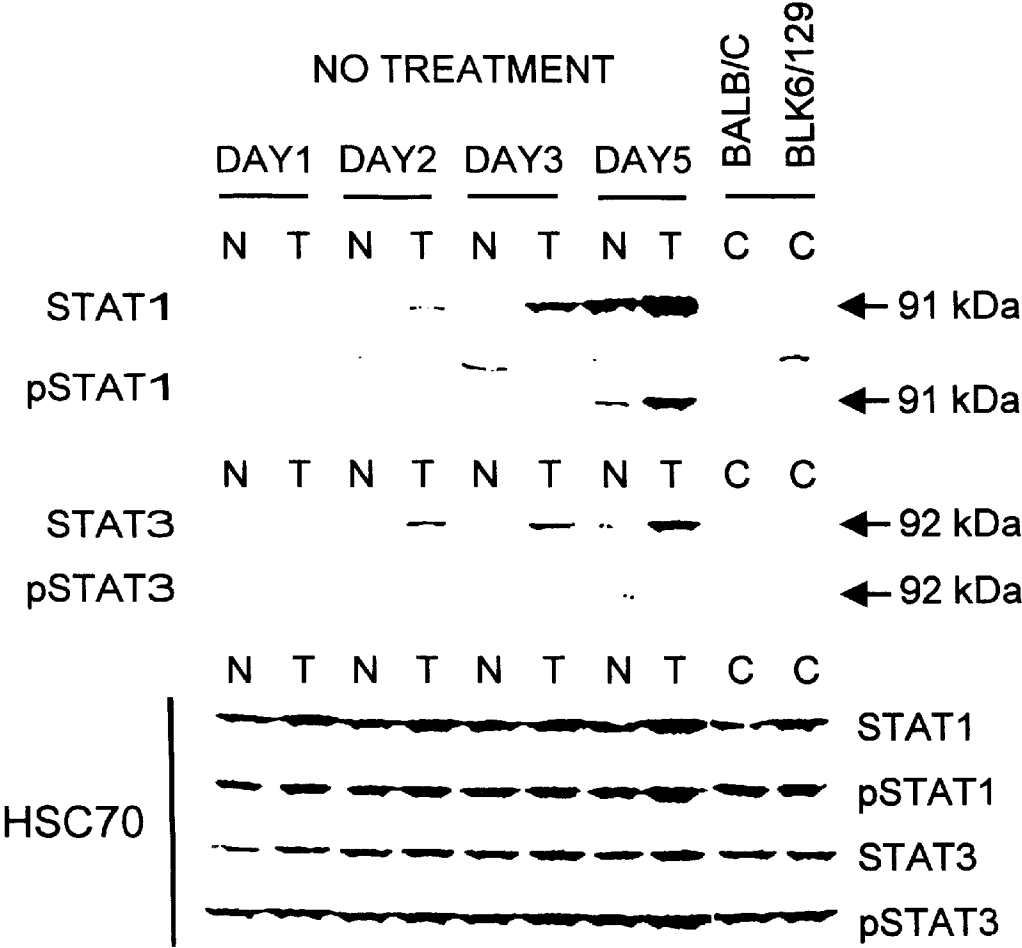 NO TREATMENT
BALB/C
BLK6/129
DAY1 DAY2 DAY3 DAY5
N T N T N T N T C C
STAT1 91 kDa
pSTAT1 91 kDa
N T N T N T N T C C
STAT3 92 kDa
pSTAT3 92 kDa
N T N T N T N T C C
HSC70
STAT1
pSTAT1
STAT3
pSTAT3